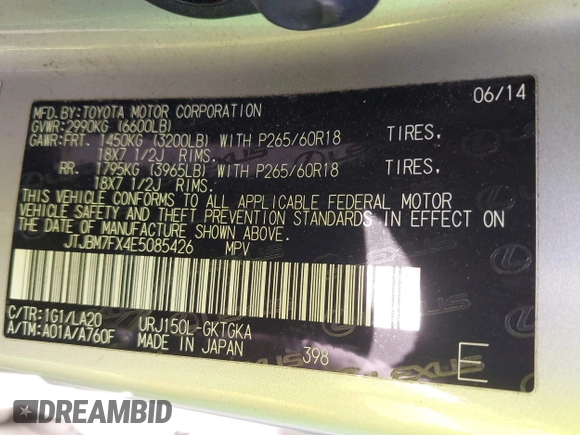 MFD.BY:TOYOTA MOTOR CORPORATION 06/14
GVWR:2990KG (6600LB)
GAWR:FRT. 1450KG (3200LB) WITH P265/60R18 TIRES,
18X7 1/2J RIMS.
RR. 1795KG (3965LB) WITH P265/60R18 TIRES,
18X7 1/2J RIMS.
THIS VEHICLE CONFORMS TO ALL APPLICABLE FEDERAL MOTOR
VEHICLE SAFETY AND THEFT PREVENTION STANDARDS IN EFFECT ON
THE DATE OF MANUFACTURE SHOWN ABOVE.
JTJBM7FX4E5085426 MPV
C/TR:1G1/LA20 URJ150L-GKTGKA
A/TM:A01A/A760F MADE IN JAPAN 398 E
LEXUS
DREAMBID